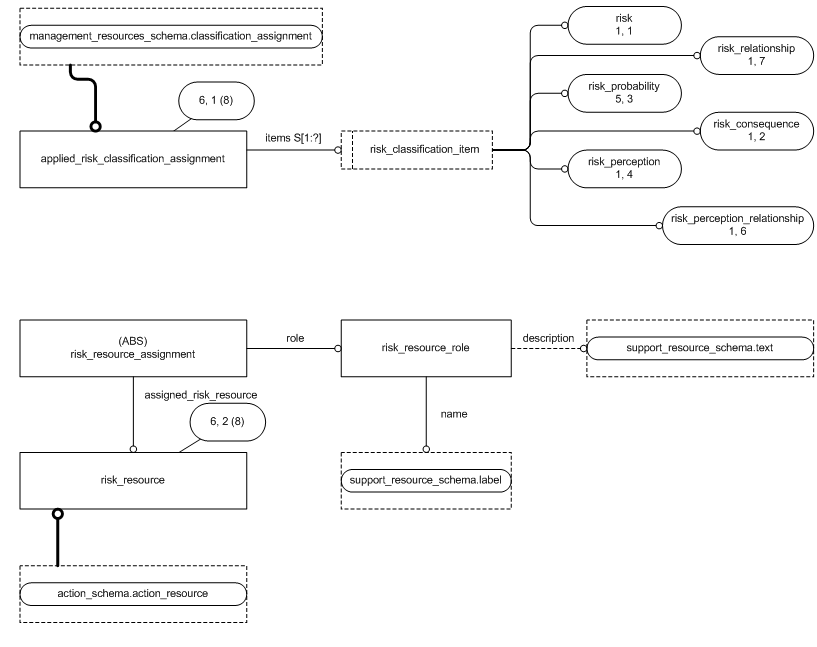 management_resources_schema.classification_assignment
risk
1, 1
risk_relationship
1, 7
6, 1 (8)
risk_probability
5, 3
items S[1:?]
risk_consequence
1, 2
applied_risk_classification_assignment
risk_classification_item
risk_perception
1, 4
risk_perception_relationship
1, 6
(ABS)
risk_resource_assignment
role
risk_resource_role
description
support_resource_schema.text
assigned_risk_resource
6, 2 (8)
name
risk_resource
support_resource_schema.label
action_schema.action_resource